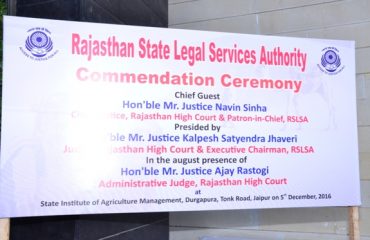 Rajasthan State Legal Services Authority
Commendation Ceremony
Chief Guest
Hon'ble Mr. Justice Navin Sinha
Justice, Rajasthan High Court & Patron-in-Chief, RSLSA
Presided by
ble Mr. Justice Kalpesh Satyendra Jhaveri
Rajasthan High Court & Executive Chairman, RSLSA
In the august presence of
Hon'ble Mr. Justice Ajay Rastogi
Administrative Judge, Rajasthan High Court
at
State Institute of Agriculture Management, Durgapura, Tonk Road, Jaipur on 5th December, 2016